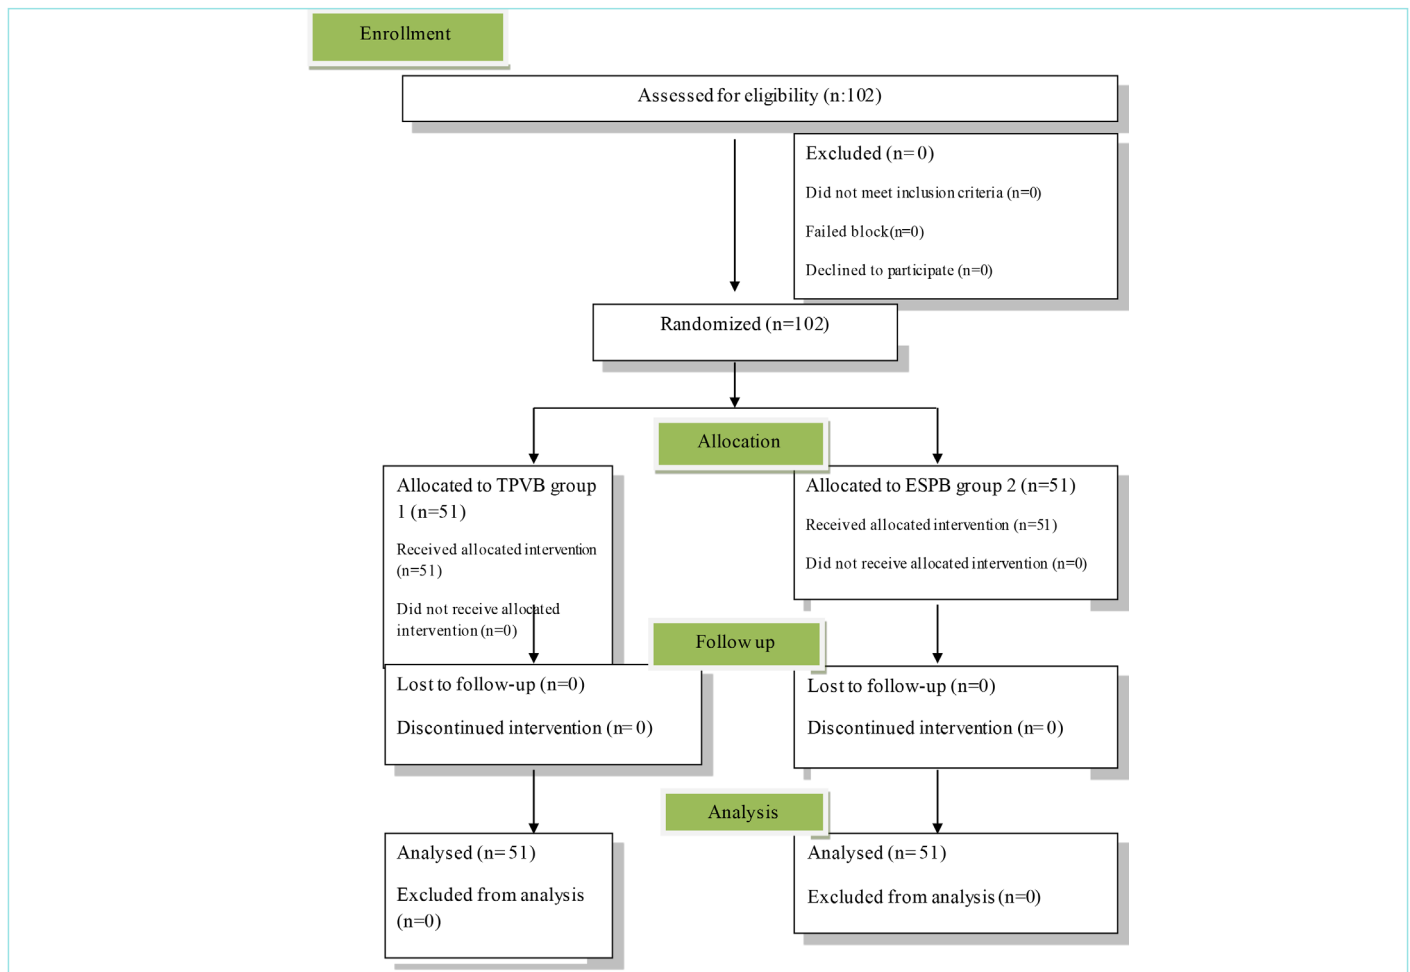 Enrollment
Assessed for eligibility (n:102)
Excluded (n=0)
Did not meet inclusion criteria (n=0)
Failed block(n=0)
Declined to participate (n=0)
Randomized (n=102)
Allocation
Allocated to TPVB group
1 (n=51)
Received allocated intervention
(n=51)
Did not receive allocated
intervention (n=0)
Allocated to ESPB group 2 (n=51)
Received allocated intervention (n=51)
Did not receive allocated intervention (n=0)
Follow up
Lost to follow-up (n=0)
Discontinued intervention (n=0)
Lost to follow-up (n=0)
Discontinued intervention (n=0)
Analysis
Analysed (n=51)
Excluded from analysis
(n=0)
Analysed (n=51)
Excluded from analysis (n=0)